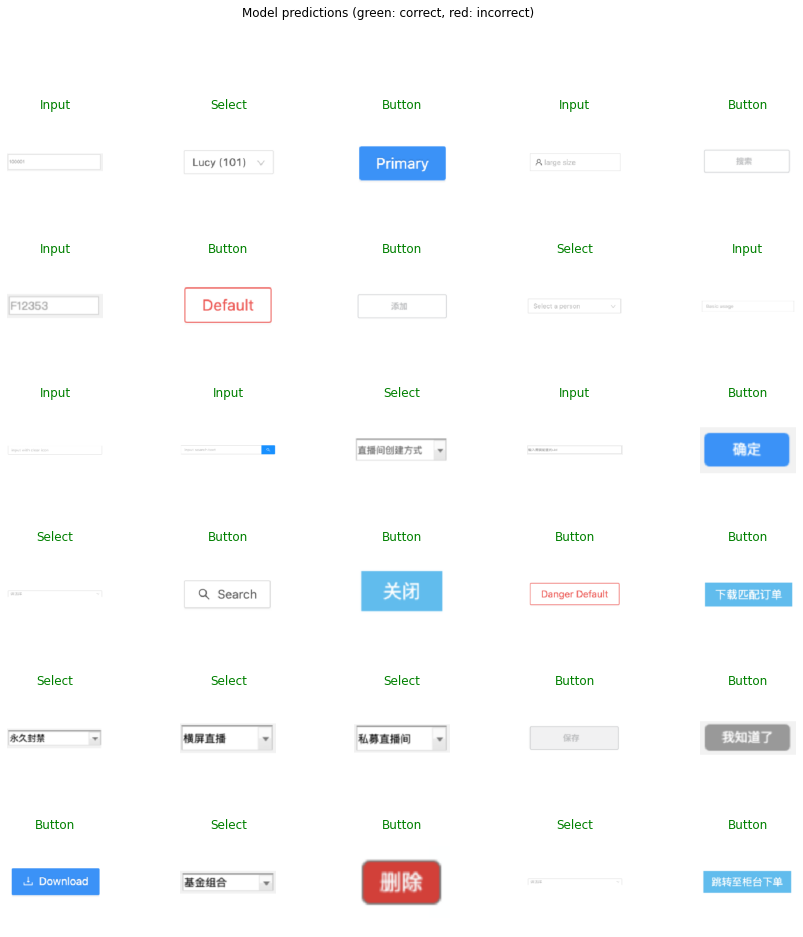 Model predictions (green: correct, red: incorrect)
Input Select Button Input Button
Lucy (101) Primary large size 搜索
Input Button Button Select Input
F12353 Default 添加 Select a person Basic usage
Input Input Select Input Button
input search text 直播间创建方式 确定
Select Button Button Button Button
Search 关闭 Danger Default 下载匹配订单
Select Select Select Button Button
永久封禁 横屏直播 私募直播间 保存 我知道了
Button Select Button Select Button
Download 基金组合 删除 跳转至柜台下单